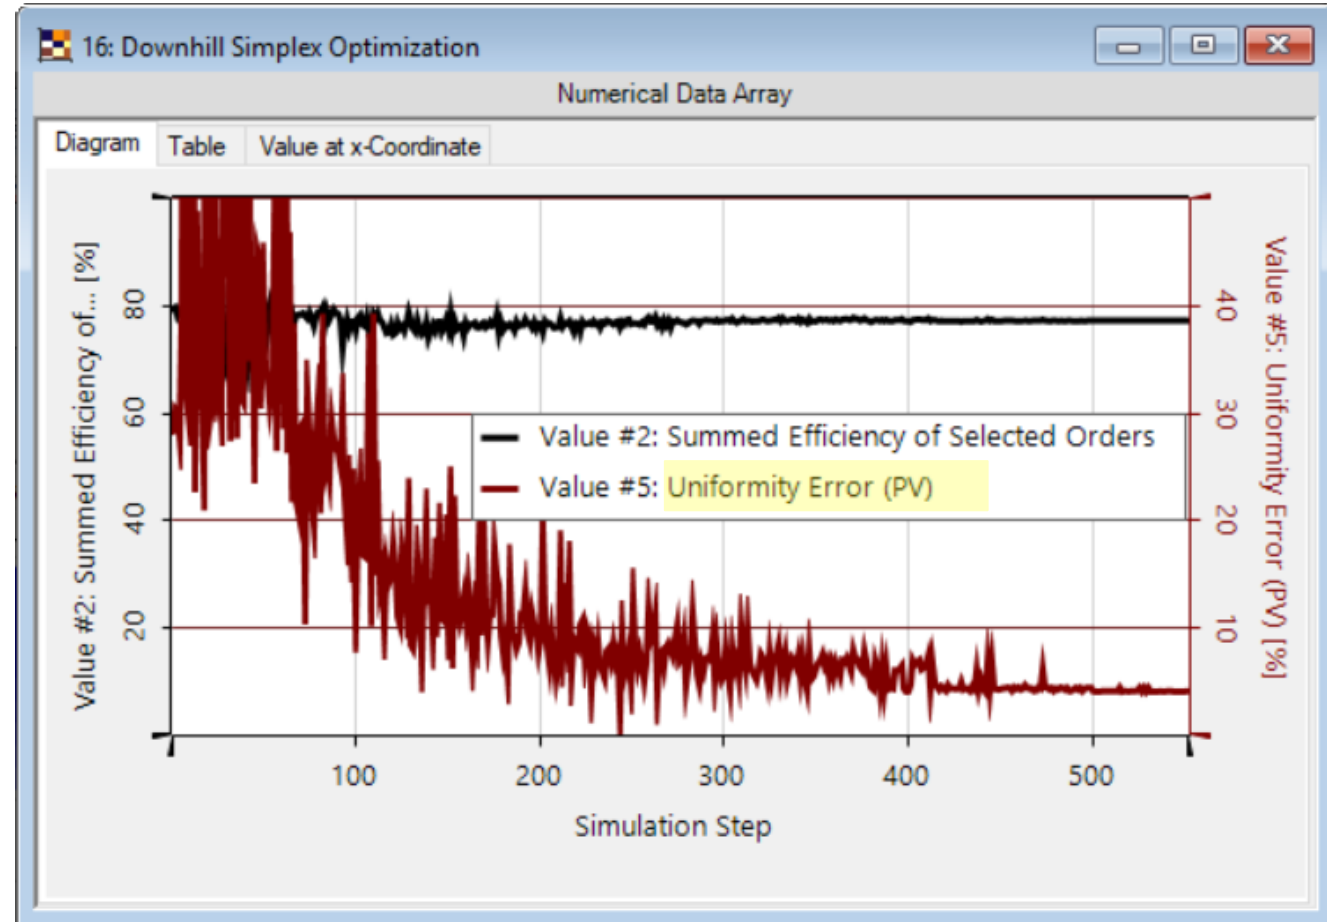 16: Downhill Simplex Optimization
Numerical Data Array
Diagram Table Value at x-Coordinate
Value #2: Summed Efficiency of... [%]
80
60
40
20
Value #2: Summed Efficiency of Selected Orders
Value #5: Uniformity Error (PV)
40
30
20
10
Value #5: Uniformity Error (PV) [%]
100 200 300 400 500
Simulation Step